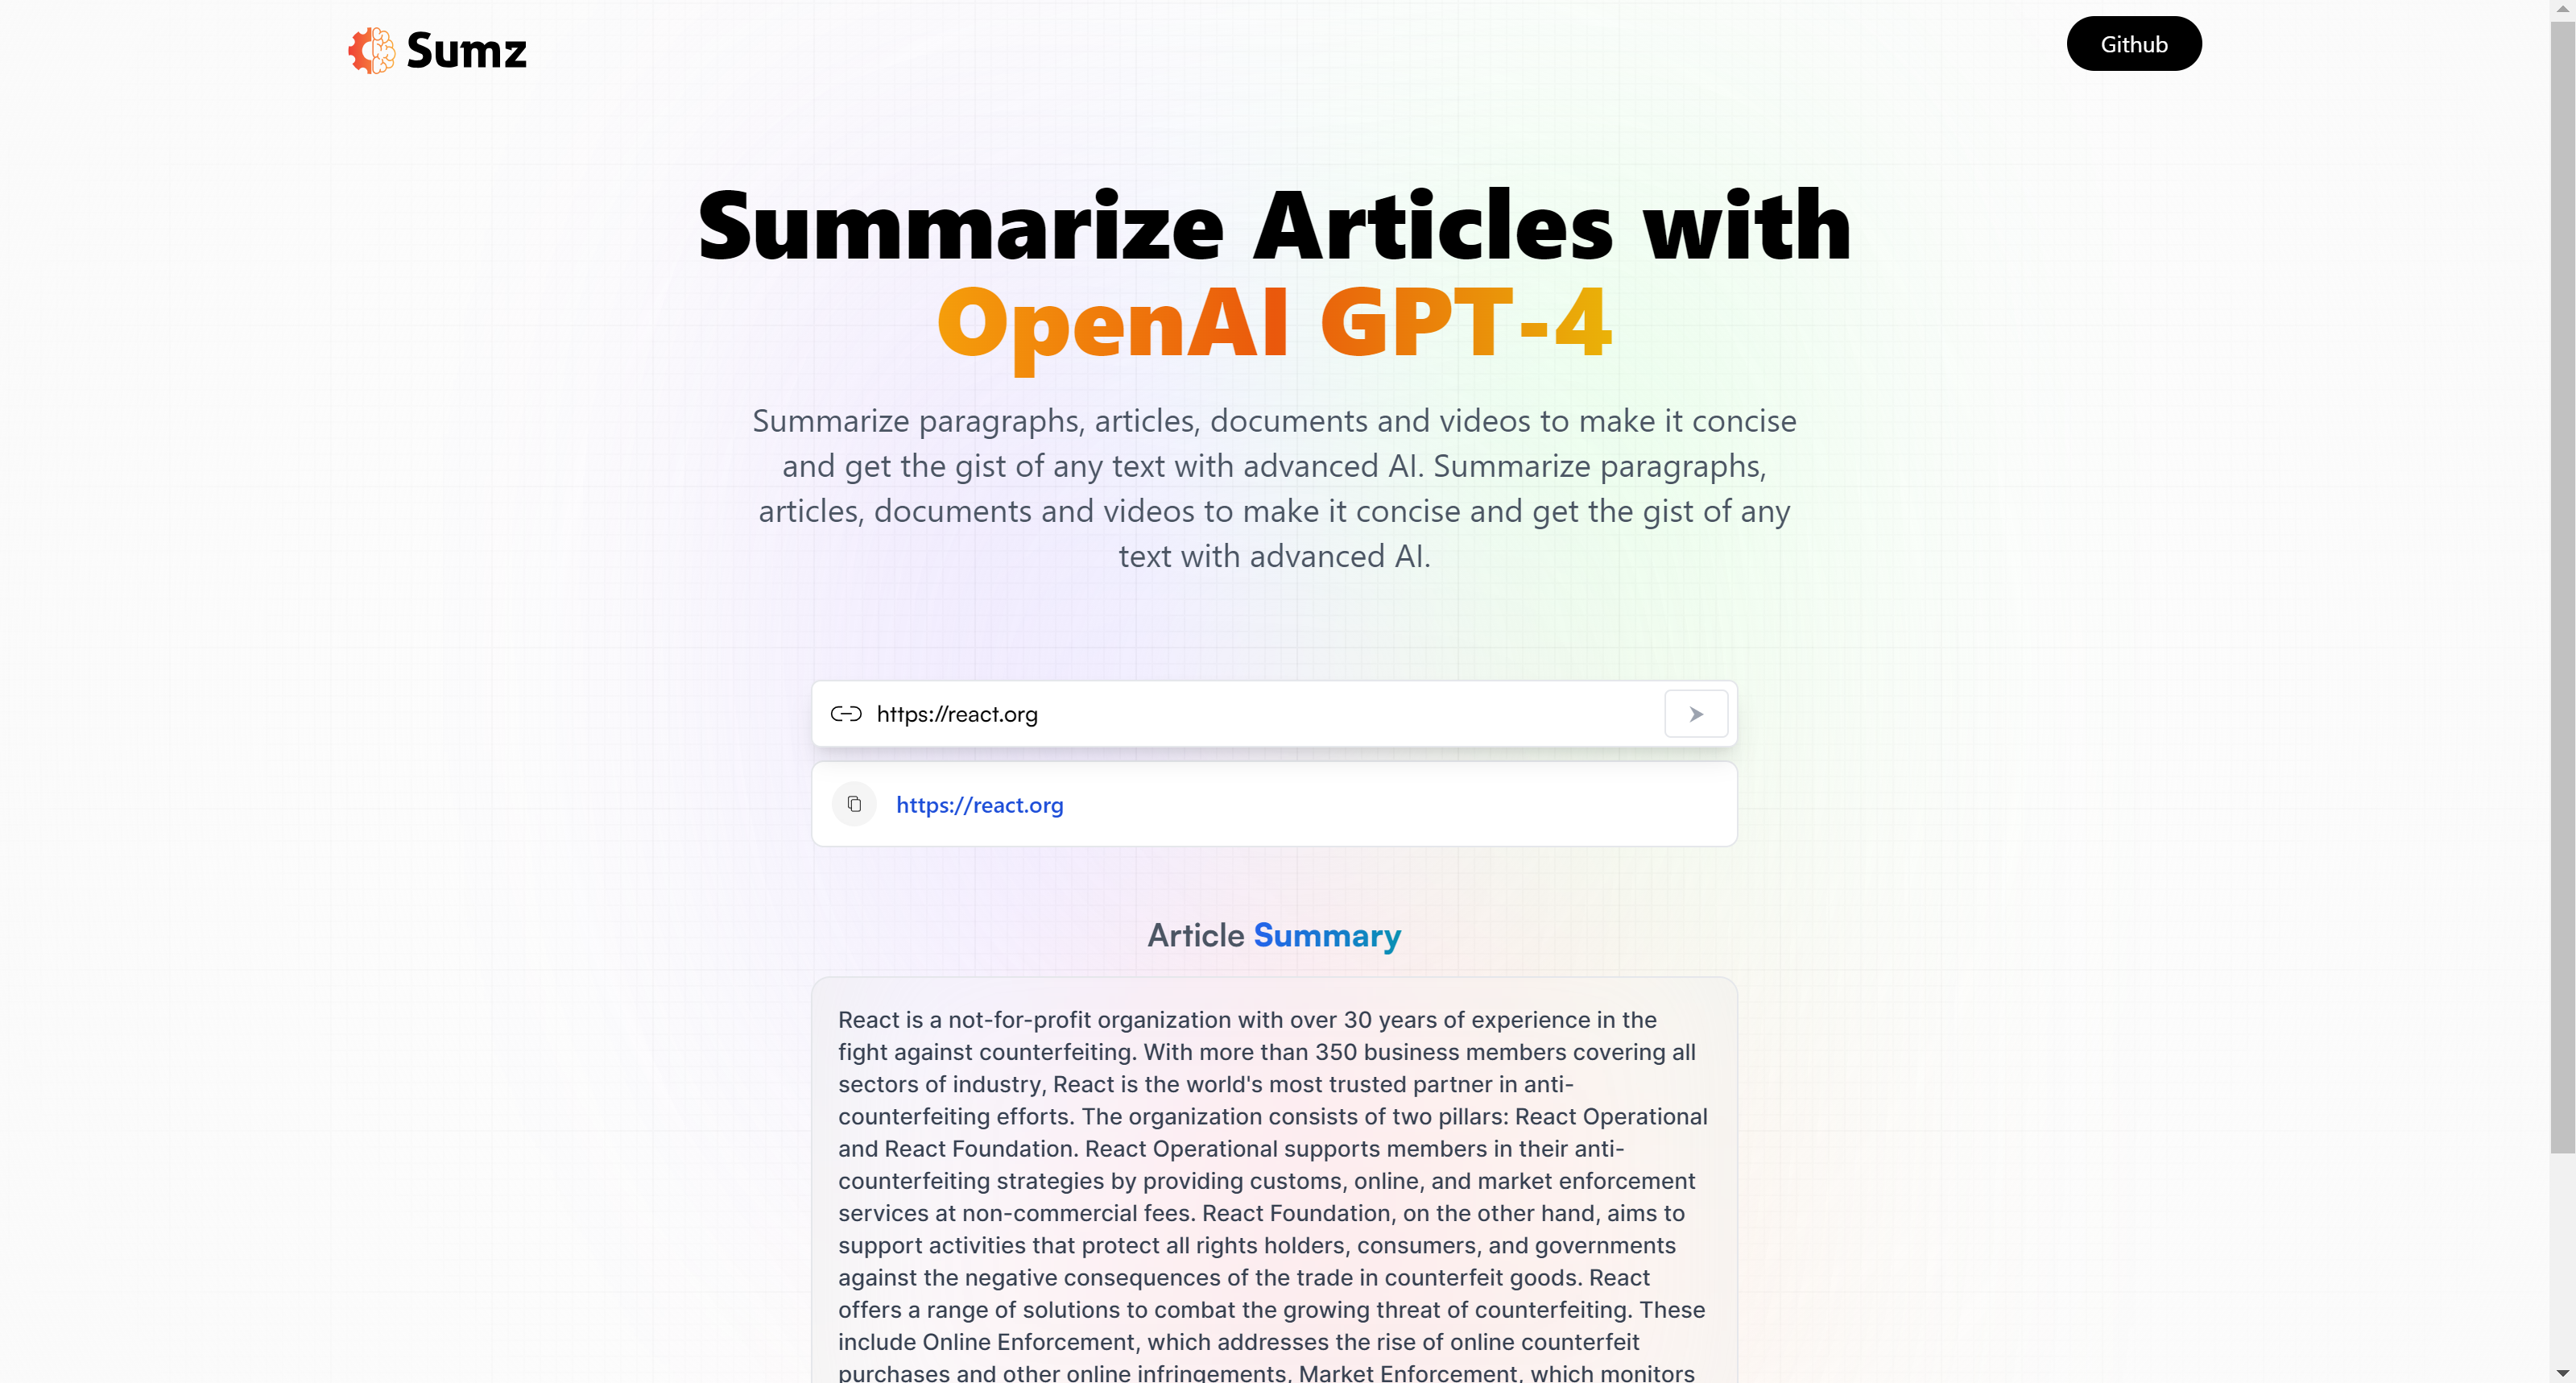 Sumz
Github
Summarize Articles with
OpenAI GPT-4
Summarize paragraphs, articles, documents and videos to make it concise
and get the gist of any text with advanced AI. Summarize paragraphs,
articles, documents and videos to make it concise and get the gist of any
text with advanced AI.
https://react.org
https://react.org
Article Summary
React is a not-for-profit organization with over 30 years of experience in the
fight against counterfeiting. With more than 350 business members covering all
sectors of industry, React is the world's most trusted partner in anti-
counterfeiting efforts. The organization consists of two pillars: React Operational
and React Foundation. React Operational supports members in their anti-
counterfeiting strategies by providing customs, online, and market enforcement
services at non-commercial fees. React Foundation, on the other hand, aims to
support activities that protect all rights holders, consumers, and governments
against the negative consequences of the trade in counterfeit goods. React
offers a range of solutions to combat the growing threat of counterfeiting. These
include Online Enforcement, which addresses the rise of online counterfeit
purchases and other online infringements, Market Enforcement, which monitors